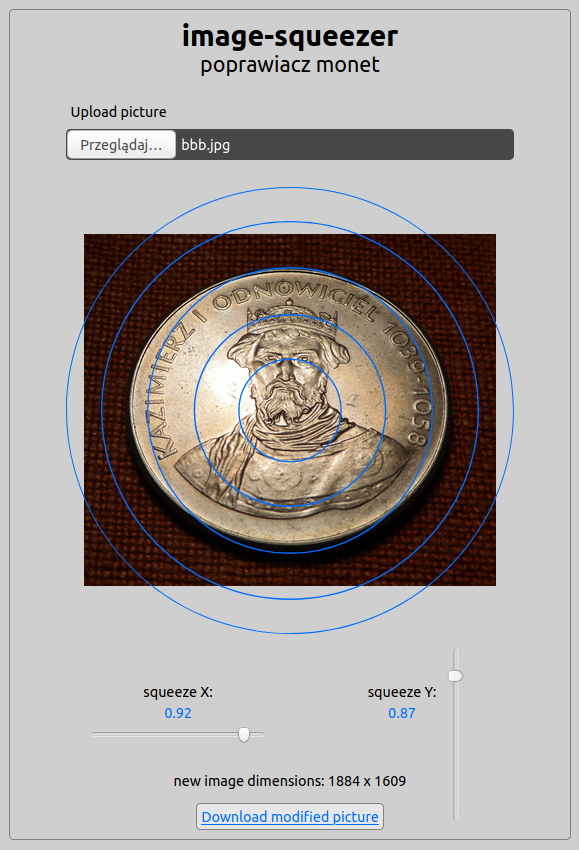 image-squeezer
poprawiacz monet
Upload picture
Przeglądaj… bbb.jpg
KAZIMIERZ I ODNOWICIEL 1039-1058
squeeze X:
0.92
squeeze Y:
0.87
new image dimensions: 1884 x 1609
Download modified picture